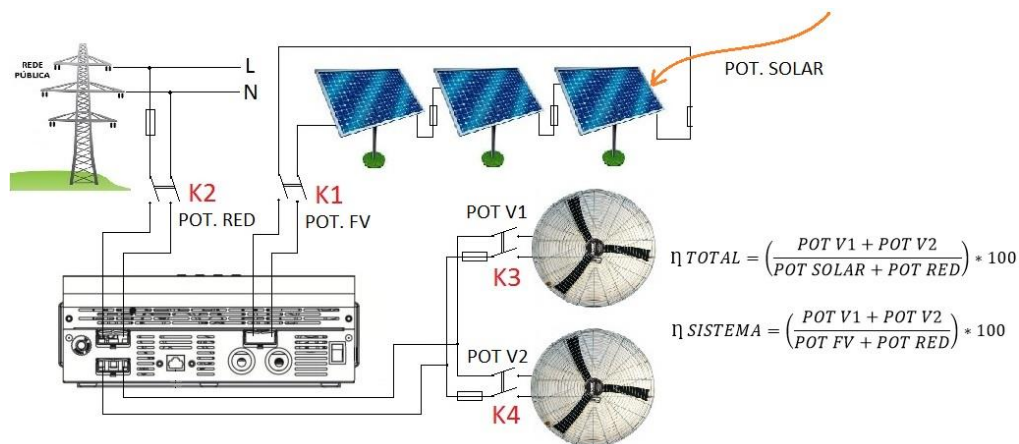 REDE
PÚBLICA
L
N
POT. SOLAR
K2
POT. RED
K1
POT. FV
POT V1
K3
POT V2
K4
η TOTAL = (POT V1 + POT V2 / POT SOLAR + POT RED) * 100
η SISTEMA = (POT V1 + POT V2 / POT FV + POT RED) * 100